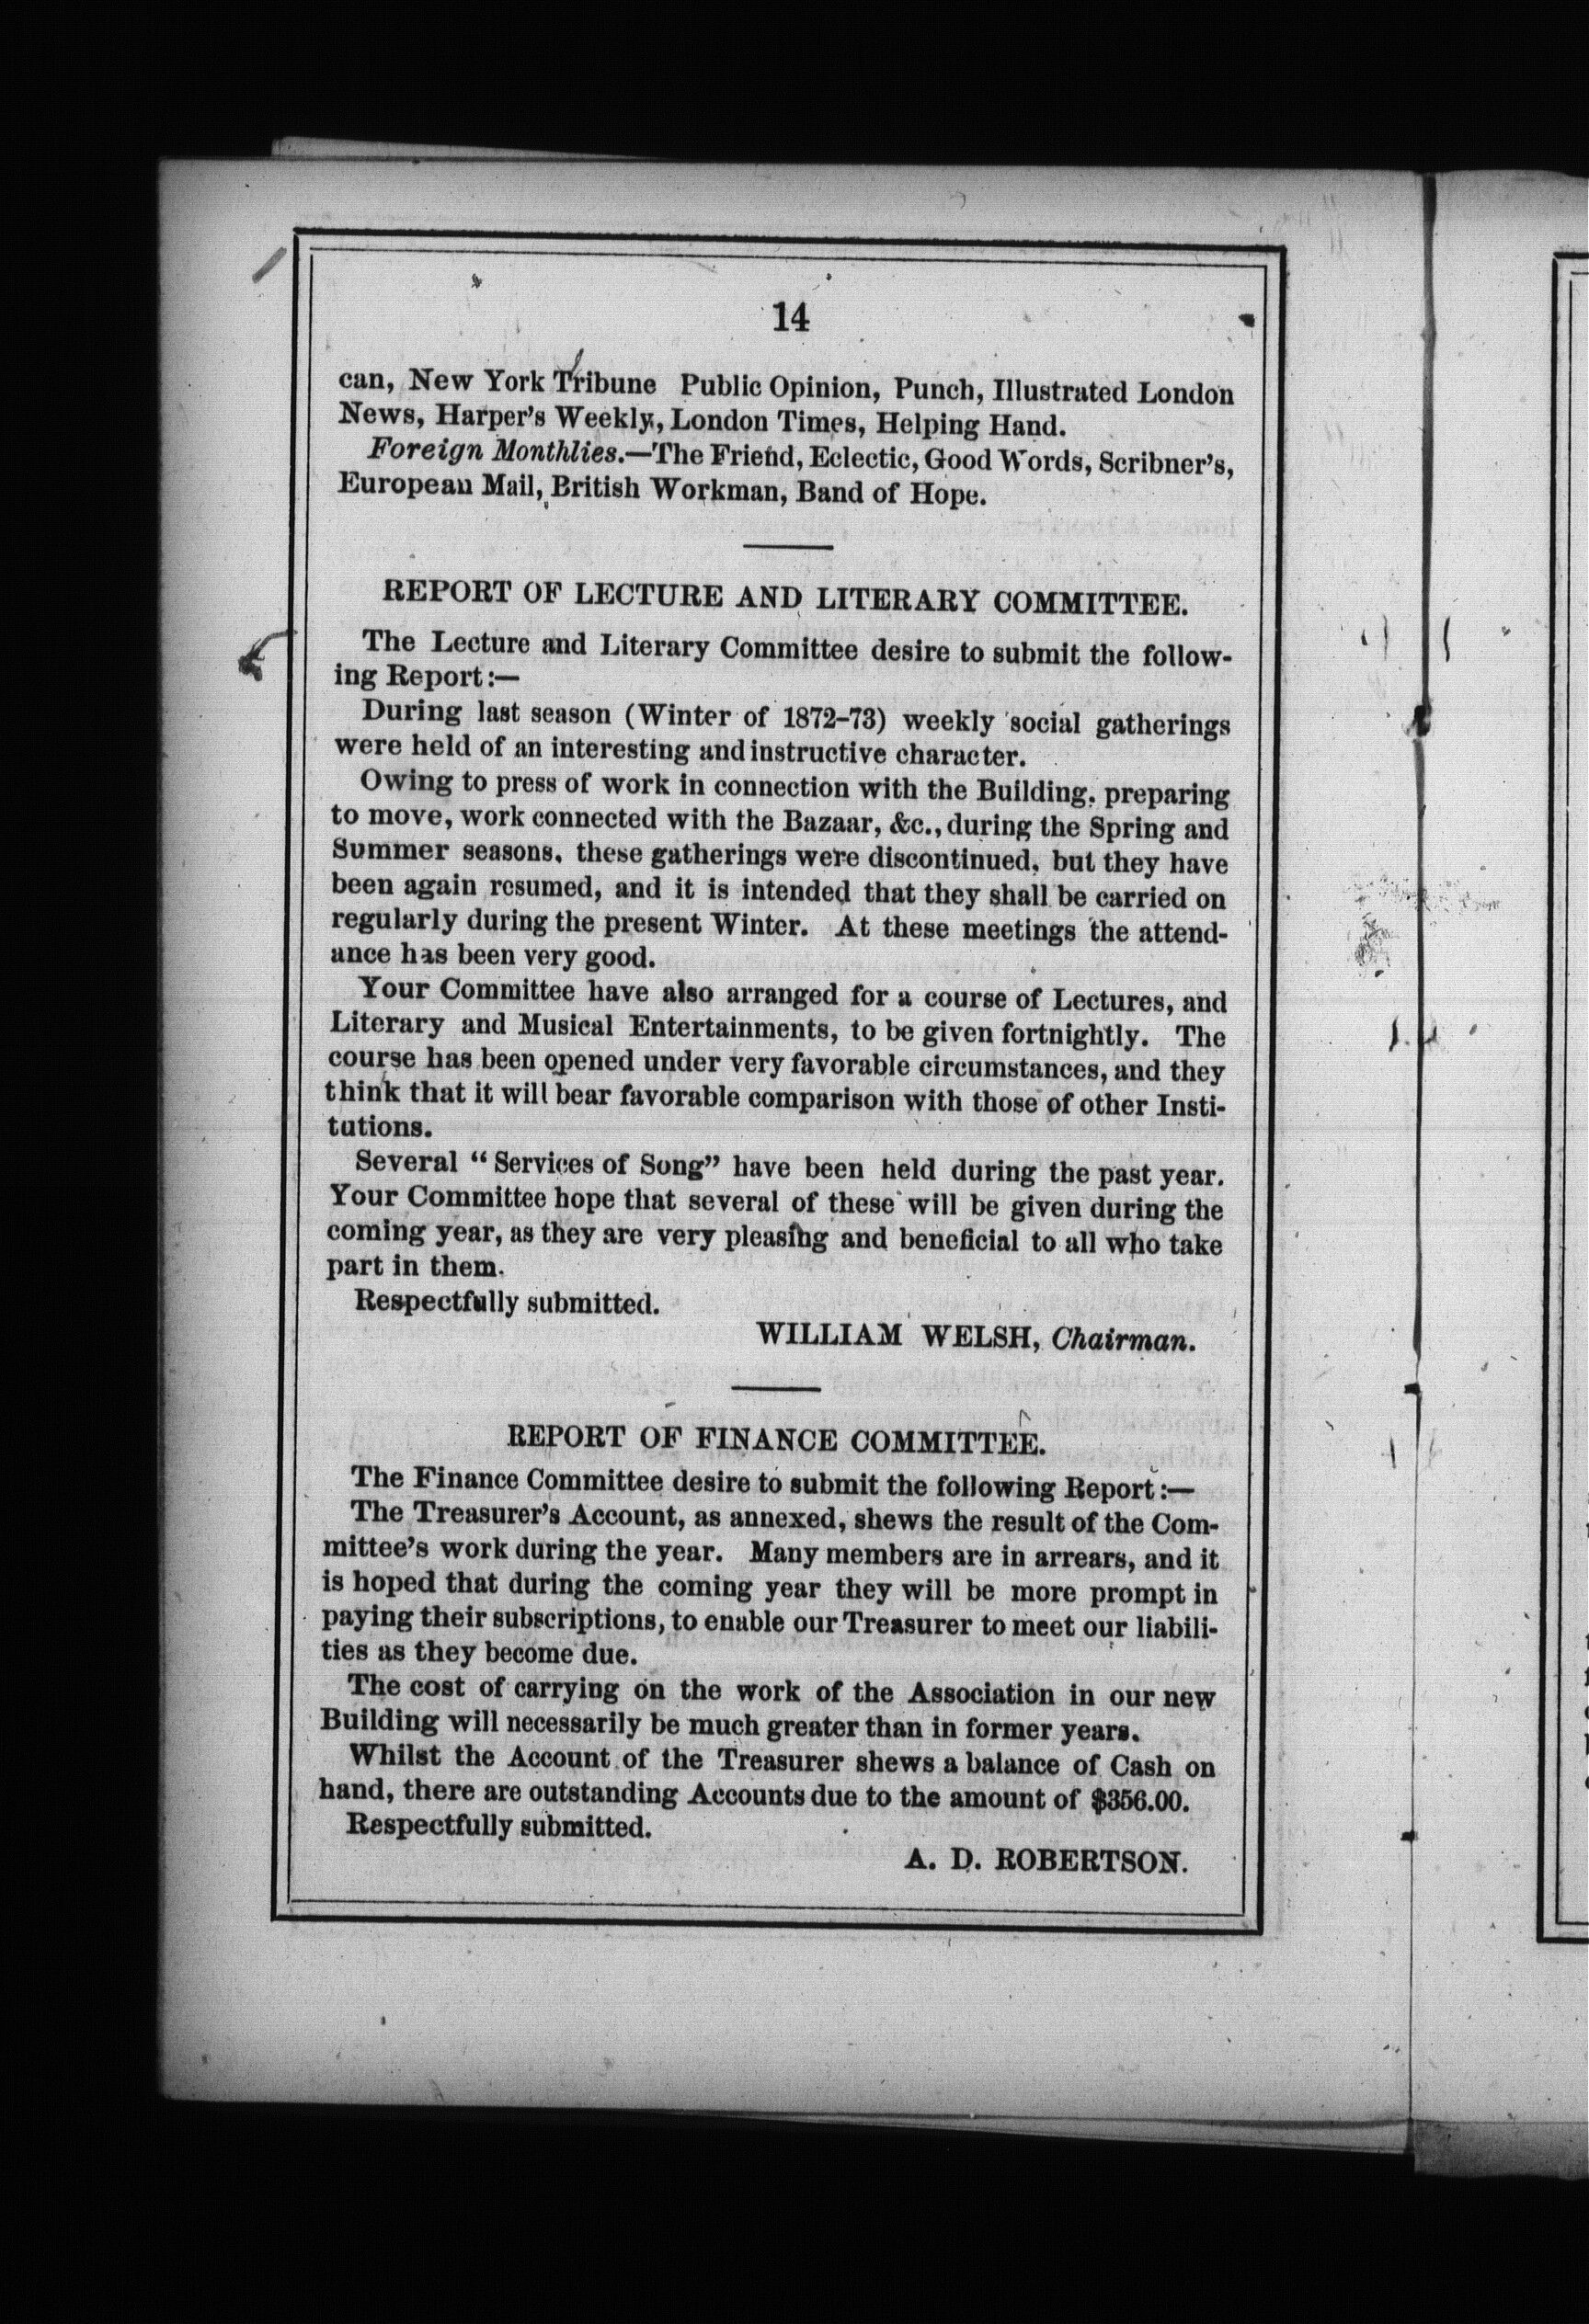 14
can, New York Tribune Public Opinion, Punch, Illustrated London
News, Harper's Weekly, London Times, Helping Hand.
Foreign Monthlies.—The Friend, Eclectic, Good Words, Scribner's,
European Mail, British Workman, Band of Hope.
REPORT OF LECTURE AND LITERARY COMMITTEE.
The Lecture and Literary Committee desire to submit the follow-
ing Report:—
During last season (Winter of 1872-73) weekly social gatherings
were held of an interesting and instructive character.
Owing to press of work in connection with the Building, preparing
to move, work connected with the Bazaar, &c., during the Spring and
Summer seasons, these gatherings were discontinued, but they have
been again resumed, and it is intended that they shall be carried on
regularly during the present Winter. At these meetings the attend-
ance has been very good.
Your Committee have also arranged for a course of Lectures, and
Literary and Musical Entertainments, to be given fortnightly. The
course has been opened under very favorable circumstances, and they
think that it will bear favorable comparison with those of other Insti-
tutions.
Several "Services of Song" have been held during the past year.
Your Committee hope that several of these will be given during the
coming year, as they are very pleasing and beneficial to all who take
part in them.
Respectfully submitted.
WILLIAM WELSH, Chairman.
REPORT OF FINANCE COMMITTEE.
The Finance Committee desire to submit the following Report:—
The Treasurer's Account, as annexed, shews the result of the Com-
mittee's work during the year. Many members are in arrears, and it
is hoped that during the coming year they will be more prompt in
paying their subscriptions, to enable our Treasurer to meet our liabili-
ties as they become due.
The cost of carrying on the work of the Association in our new
Building will necessarily be much greater than in former years.
Whilst the Account of the Treasurer shews a balance of Cash on
hand, there are outstanding Accounts due to the amount of $356.00.
Respectfully submitted.
A. D. ROBERTSON.